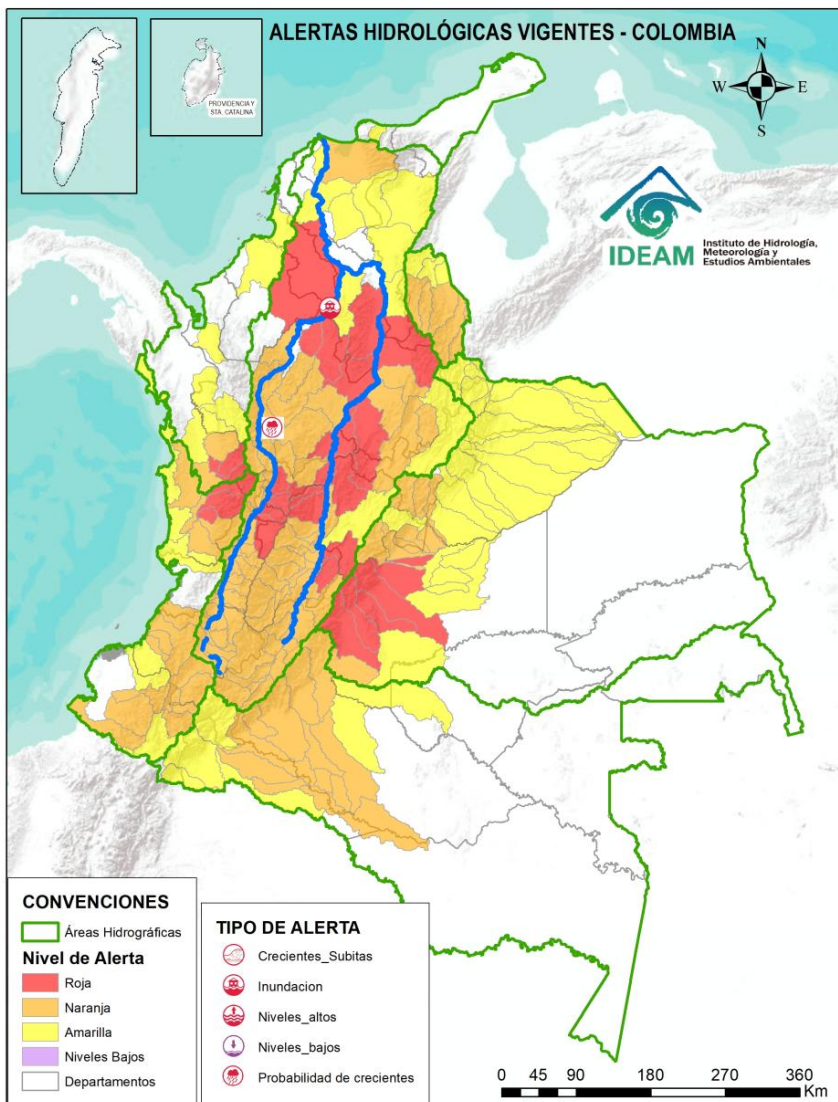 ALERTAS HIDROLÓGICAS VIGENTES - COLOMBIA
PROVIDENCIA Y
STA. CATALINA
N
W
E
S
IDEAM
Instituto de Hidrología,
Meteorología y
Estudios Ambientales
CONVENCIONES
Áreas Hidrográficas
Nivel de Alerta
Roja
Naranja
Amarilla
Niveles Bajos
Departamentos
TIPO DE ALERTA
Crecientes_Subitas
Inundacion
Niveles_altos
Niveles_bajos
Probabilidad de crecientes
0 45 90 180 270 360
Km